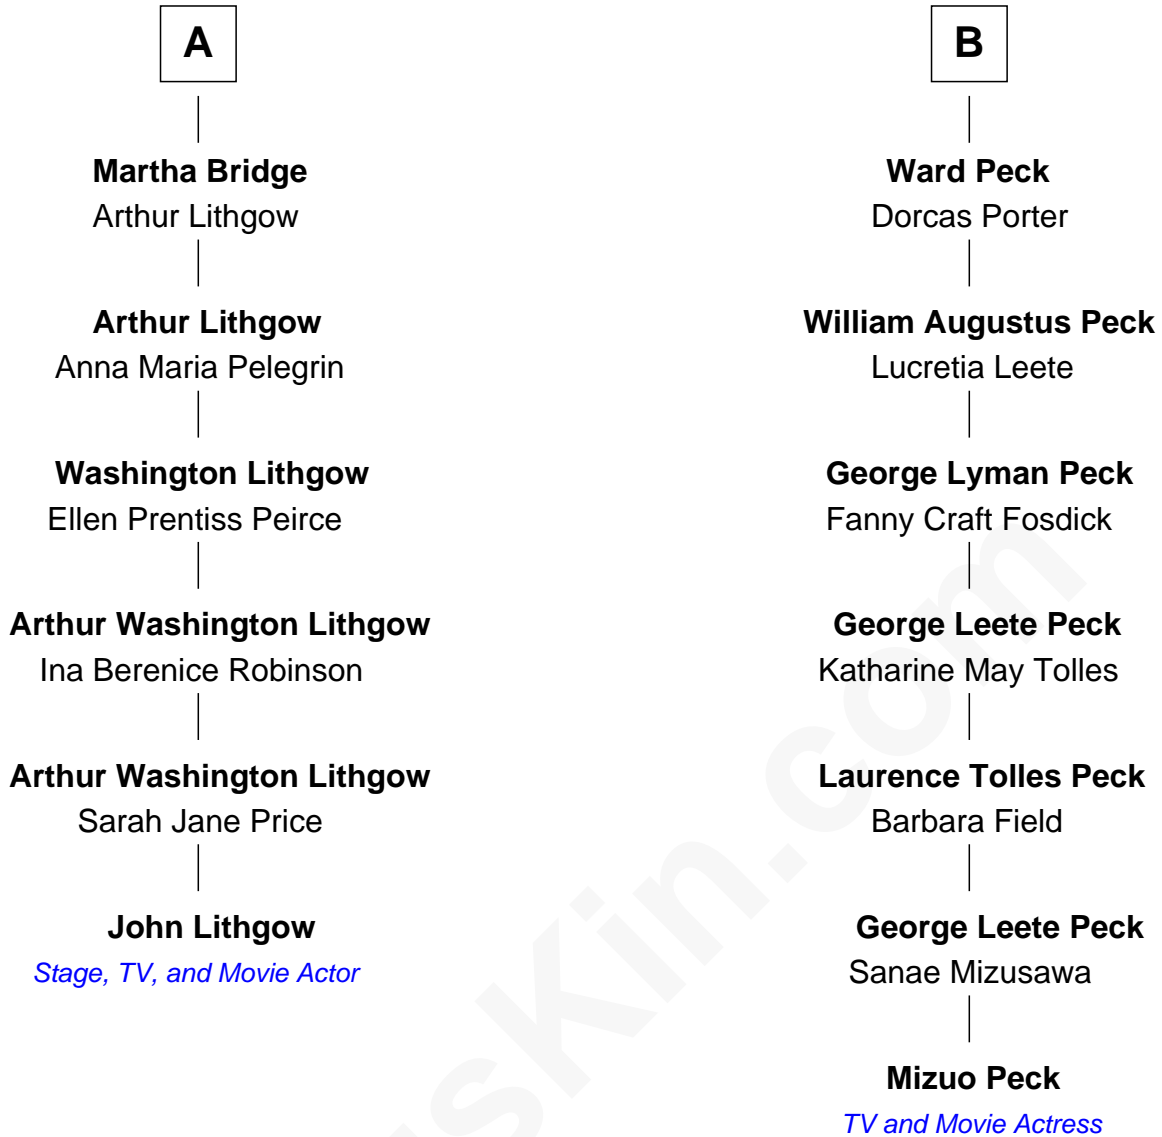 A
Martha Bridge
Arthur Lithgow
Arthur Lithgow
Anna Maria Pelegrin
Washington Lithgow
Ellen Prentiss Peirce
Arthur Washington Lithgow
Ina Berenice Robinson
Arthur Washington Lithgow
Sarah Jane Price
John Lithgow
Stage, TV, and Movie Actor
B
Ward Peck
Dorcas Porter
William Augustus Peck
Lucretia Leete
George Lyman Peck
Fanny Craft Fosdick
George Leete Peck
Katharine May Tolles
Laurence Tolles Peck
Barbara Field
George Leete Peck
Sanae Mizusawa
Mizuo Peck
TV and Movie Actress